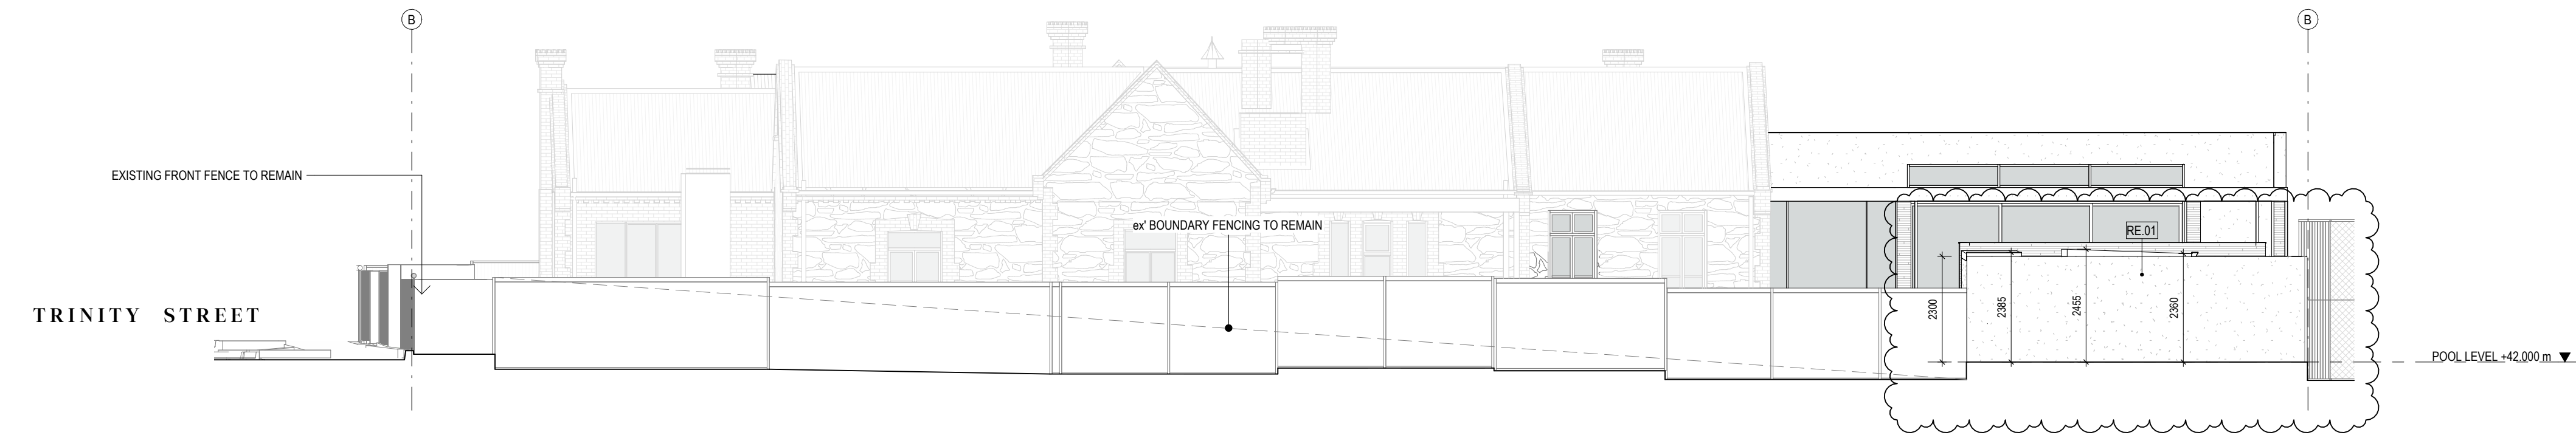 B
B
EXISTING FRONT FENCE TO REMAIN
ex' BOUNDARY FENCING TO REMAIN
RE.01
TRINITY STREET
2300
2385
2455
2360
POOL LEVEL +42.000 m